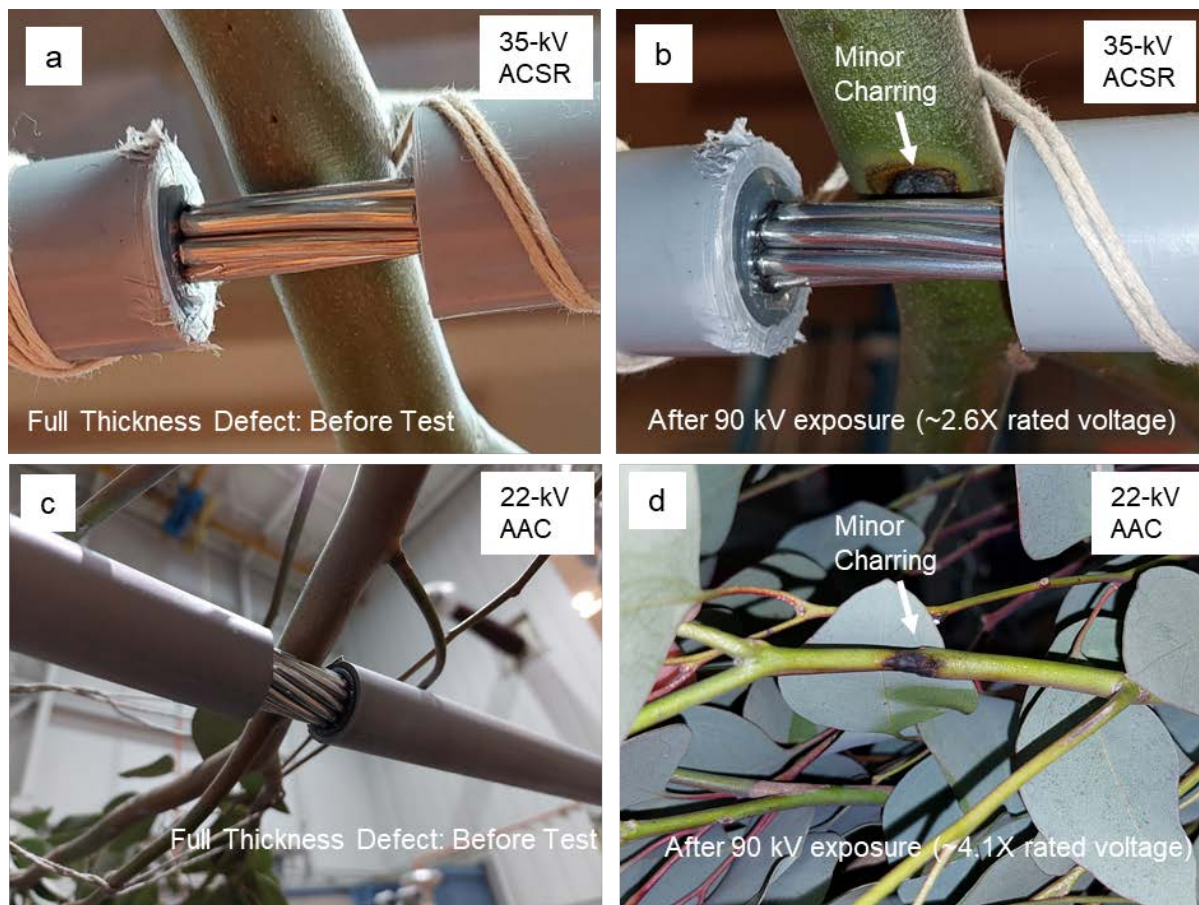 a
35-kV
ACSR
Full Thickness Defect: Before Test
b
Minor
Charring
35-kV
ACSR
After 90 kV exposure (~2.6X rated voltage)
c
22-kV
AAC
Full Thickness Defect: Before Test
d
Minor
Charring
22-kV
AAC
After 90 kV exposure (~4.1X rated voltage)